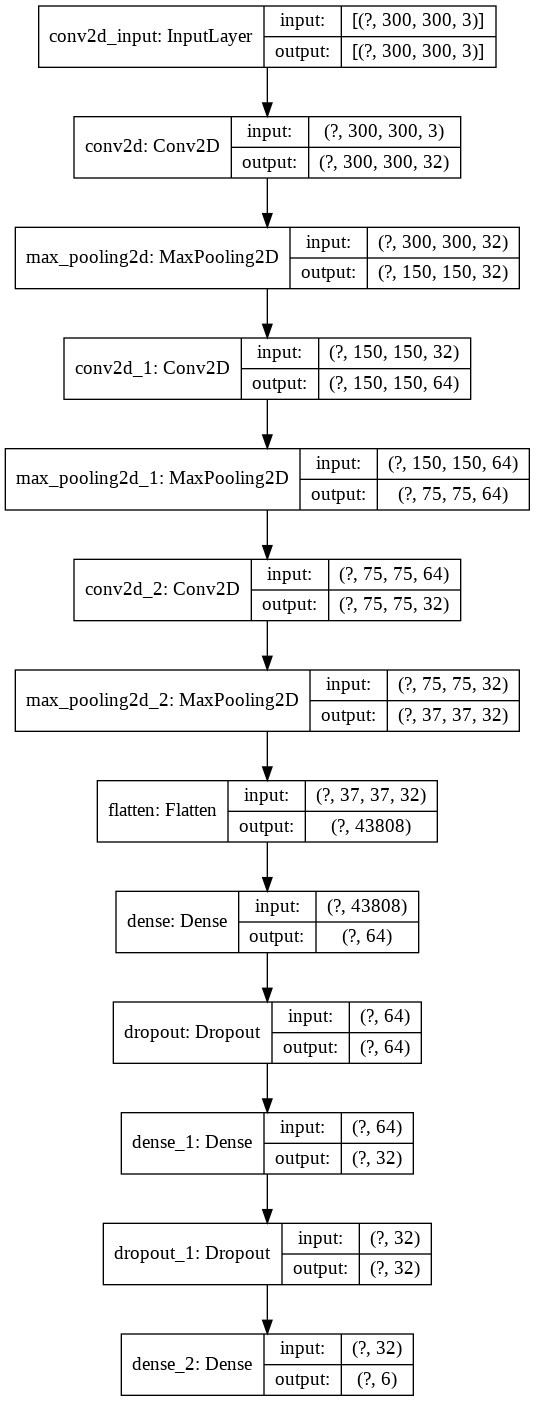 conv2d_input: InputLayer
input: [(?, 300, 300, 3)]
output: [(?, 300, 300, 3)]
conv2d: Conv2D
input: (?, 300, 300, 3)
output: (?, 300, 300, 32)
max_pooling2d: MaxPooling2D
input: (?, 300, 300, 32)
output: (?, 150, 150, 32)
conv2d_1: Conv2D
input: (?, 150, 150, 32)
output: (?, 150, 150, 64)
max_pooling2d_1: MaxPooling2D
input: (?, 150, 150, 64)
output: (?, 75, 75, 64)
conv2d_2: Conv2D
input: (?, 75, 75, 64)
output: (?, 75, 75, 32)
max_pooling2d_2: MaxPooling2D
input: (?, 75, 75, 32)
output: (?, 37, 37, 32)
flatten: Flatten
input: (?, 37, 37, 32)
output: (?, 43808)
dense: Dense
input: (?, 43808)
output: (?, 64)
dropout: Dropout
input: (?, 64)
output: (?, 64)
dense_1: Dense
input: (?, 64)
output: (?, 32)
dropout_1: Dropout
input: (?, 32)
output: (?, 32)
dense_2: Dense
input: (?, 32)
output: (?, 6)